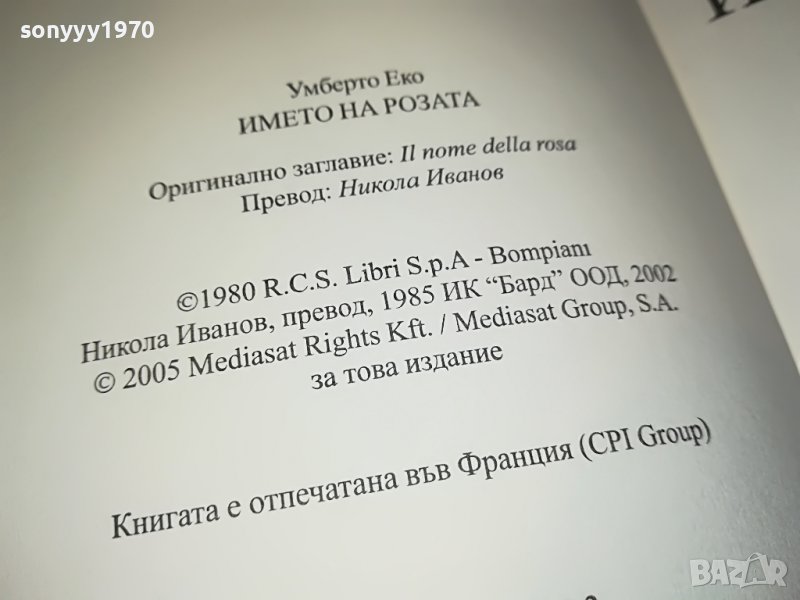 sonyyy1970
Умберто Еко
ИМЕТО НА РОЗАТА
Оригинално заглавие: Il nome della rosa
Превод: Никола Иванов
©1980 R.C.S. Libri S.p.A - Bompiani
Никола Иванов, превод, 1985 ИК “Бард” ООД, 2002
© 2005 Mediasat Rights Kft. / Mediasat Group, S.A.
за това издание
Книгата е отпечатана във Франция (CPI Group)
BAZAR